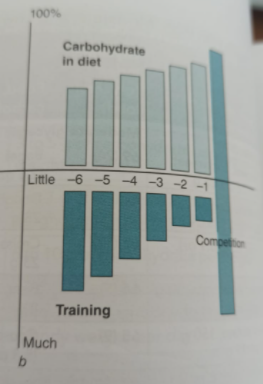 100%
Carbohydrate
in diet
Little −6 −5 −4 −3 −2 −1
Competition
Training
Much
b